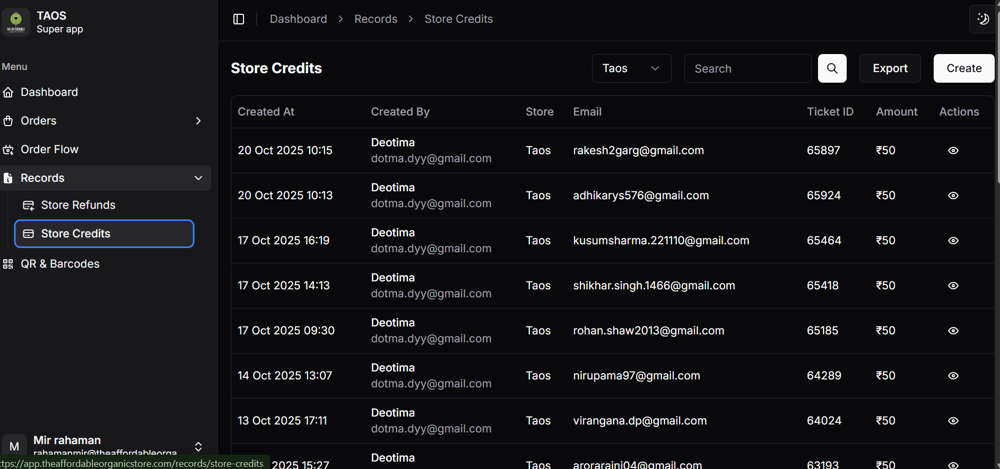 TAOS
Super app
Menu
Dashboard
Orders
Order Flow
Records
Store Refunds
Store Credits
QR & Barcodes
Mir rahaman
M
rahamanmir@theaffordableorga
ttps://app.theaffordableorganicstore.com/records/store-credits
Dashboard > Records > Store Credits
Store Credits
Taos
Search
Export
Create
Created At Created By Store Email Ticket ID Amount Actions
20 Oct 2025 10:15 Deotima Taos rakesh2garg@gmail.com 65897 ₹50
dotma.dyy@gmail.com
20 Oct 2025 10:13 Deotima Taos adhikarys576@gmail.com 65924 ₹50
dotma.dyy@gmail.com
17 Oct 2025 16:19 Deotima Taos kusumsharma.221110@gmail.com 65464 ₹50
dotma.dyy@gmail.com
17 Oct 2025 14:13 Deotima Taos shikhar.singh.1466@gmail.com 65418 ₹50
dotma.dyy@gmail.com
17 Oct 2025 09:30 Deotima Taos rohan.shaw2013@gmail.com 65185 ₹50
dotma.dyy@gmail.com
14 Oct 2025 13:07 Deotima Taos nirupama97@gmail.com 64289 ₹50
dotma.dyy@gmail.com
13 Oct 2025 17:11 Deotima Taos virangana.dp@gmail.com 64024 ₹50
dotma.dyy@gmail.com
2025 15:27 Deotima Taos arorarajni04@gmail.com 63193 ₹50